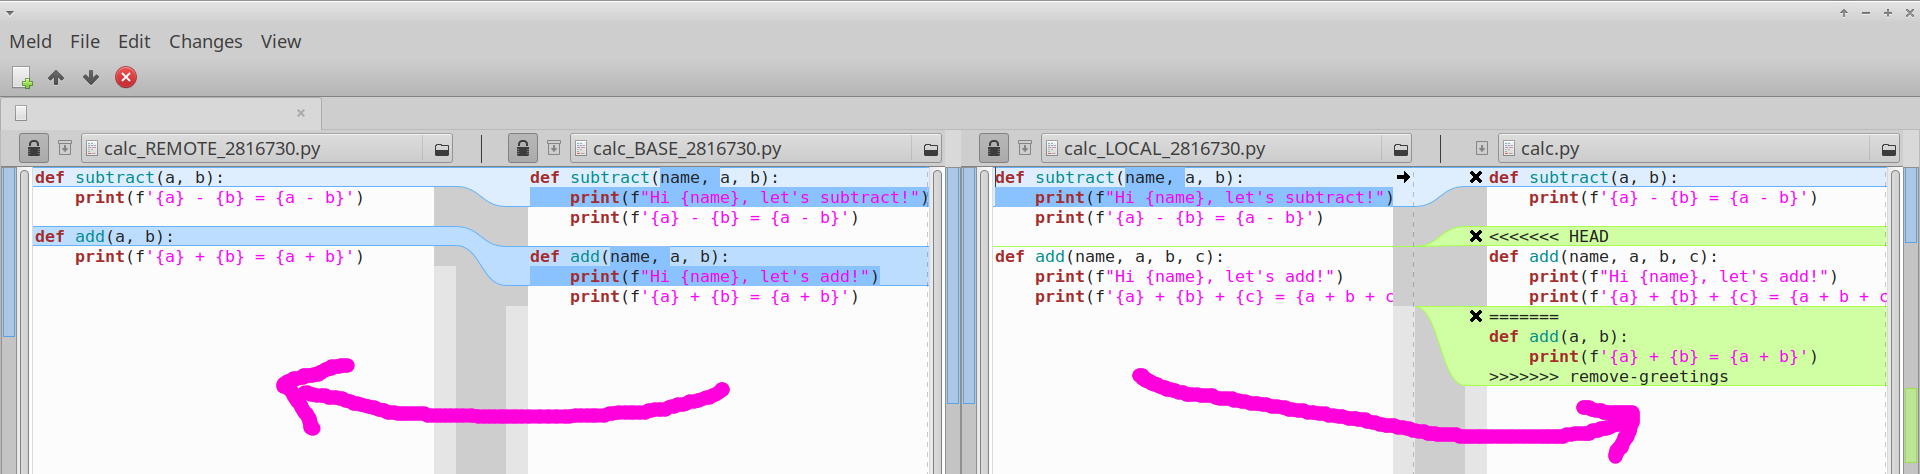 Meld File Edit Changes View
calc_REMOTE_2816730.py
def subtract(a, b):
    print(f'{a} - {b} = {a - b}')
def add(a, b):
    print(f'{a} + {b} = {a + b}')
calc_BASE_2816730.py
def subtract(name, a, b):
    print(f"Hi {name}, let's subtract!")
    print(f'{a} - {b} = {a - b}')
def add(name, a, b):
    print(f"Hi {name}, let's add!")
    print(f'{a} + {b} = {a + b}')
calc_LOCAL_2816730.py
def subtract(name, a, b):
    print(f"Hi {name}, let's subtract!")
    print(f'{a} - {b} = {a - b}')
def add(name, a, b, c):
    print(f"Hi {name}, let's add!")
    print(f'{a} + {b} + {c} = {a + b + c
calc.py
def subtract(a, b):
    print(f'{a} - {b} = {a - b}')
<<<<<<< HEAD
def add(name, a, b, c):
    print(f"Hi {name}, let's add!")
    print(f'{a} + {b} + {c} = {a + b + c
=======
def add(a, b):
    print(f'{a} + {b} = {a + b}')
>>>>>>> remove-greetings